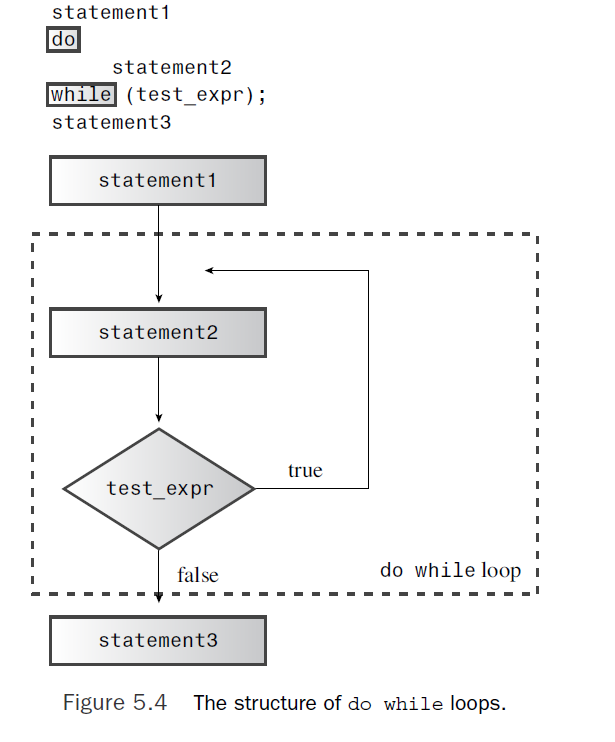 statement1
do
statement2
while (test_expr);
statement3
statement1
statement2
true
test_expr
false
do while loop
statement3
Figure 5.4 The structure of do while loops.